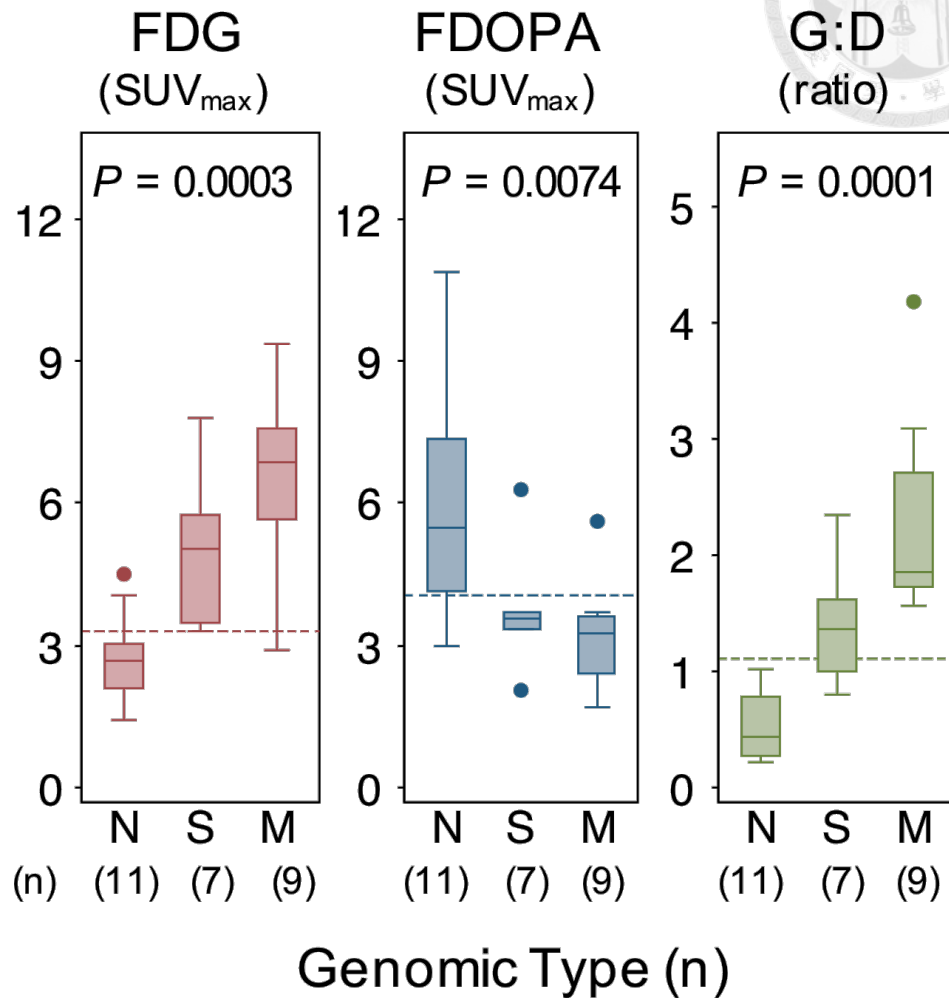 FDG
(SUVmax)
FDOPA
(SUVmax)
G:D
(ratio)
P = 0.0003
P = 0.0074
P = 0.0001
12
9
6
3
0
12
9
6
3
0
5
4
3
2
1
0
N S M
N S M
N S M
(n) (11) (7) (9)
(11) (7) (9)
(11) (7) (9)
Genomic Type (n)
學